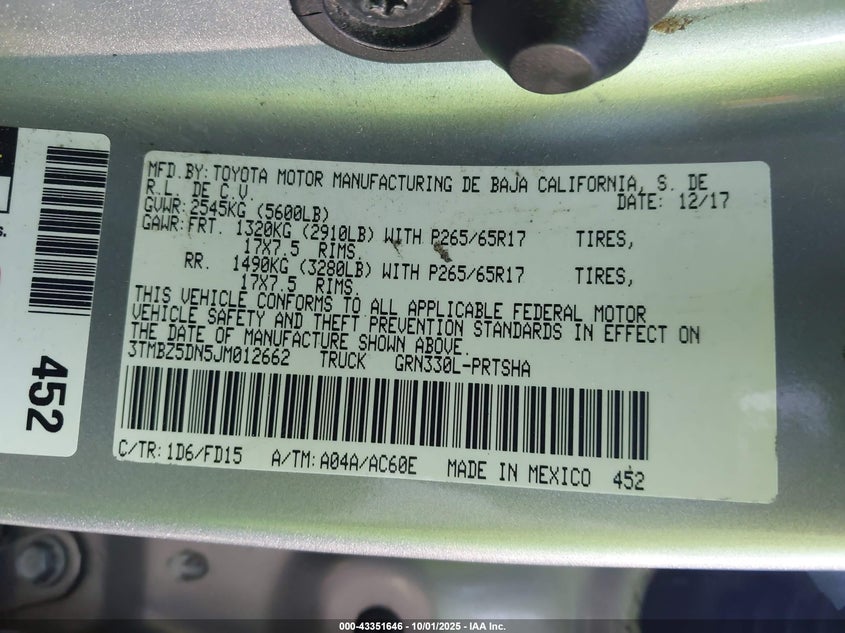 MFD.BY: TOYOTA MOTOR MANUFACTURING DE BAJA CALIFORNIA, S. DE
R.L. DE C.V. DATE: 12/17
GVWR: 2545KG (5600LB)
GAWR: FRT. 1320KG (2910LB) WITH P265/65R17 TIRES,
17X7.5 RIMS.
RR. 1490KG (3280LB) WITH P265/65R17 TIRES,
17X7.5 RIMS.
THIS VEHICLE CONFORMS TO ALL APPLICABLE FEDERAL MOTOR
VEHICLE SAFETY AND THEFT PREVENTION STANDARDS IN EFFECT ON
THE DATE OF MANUFACTURE SHOWN ABOVE.
3TMBZ5DN5JM012662 TRUCK GRN330L-PRTSHA
C/TR: 1D6/FD15 A/TM: A04A/AC60E MADE IN MEXICO 452
452
000-43351646 - 10/01/2025 - IAA Inc.